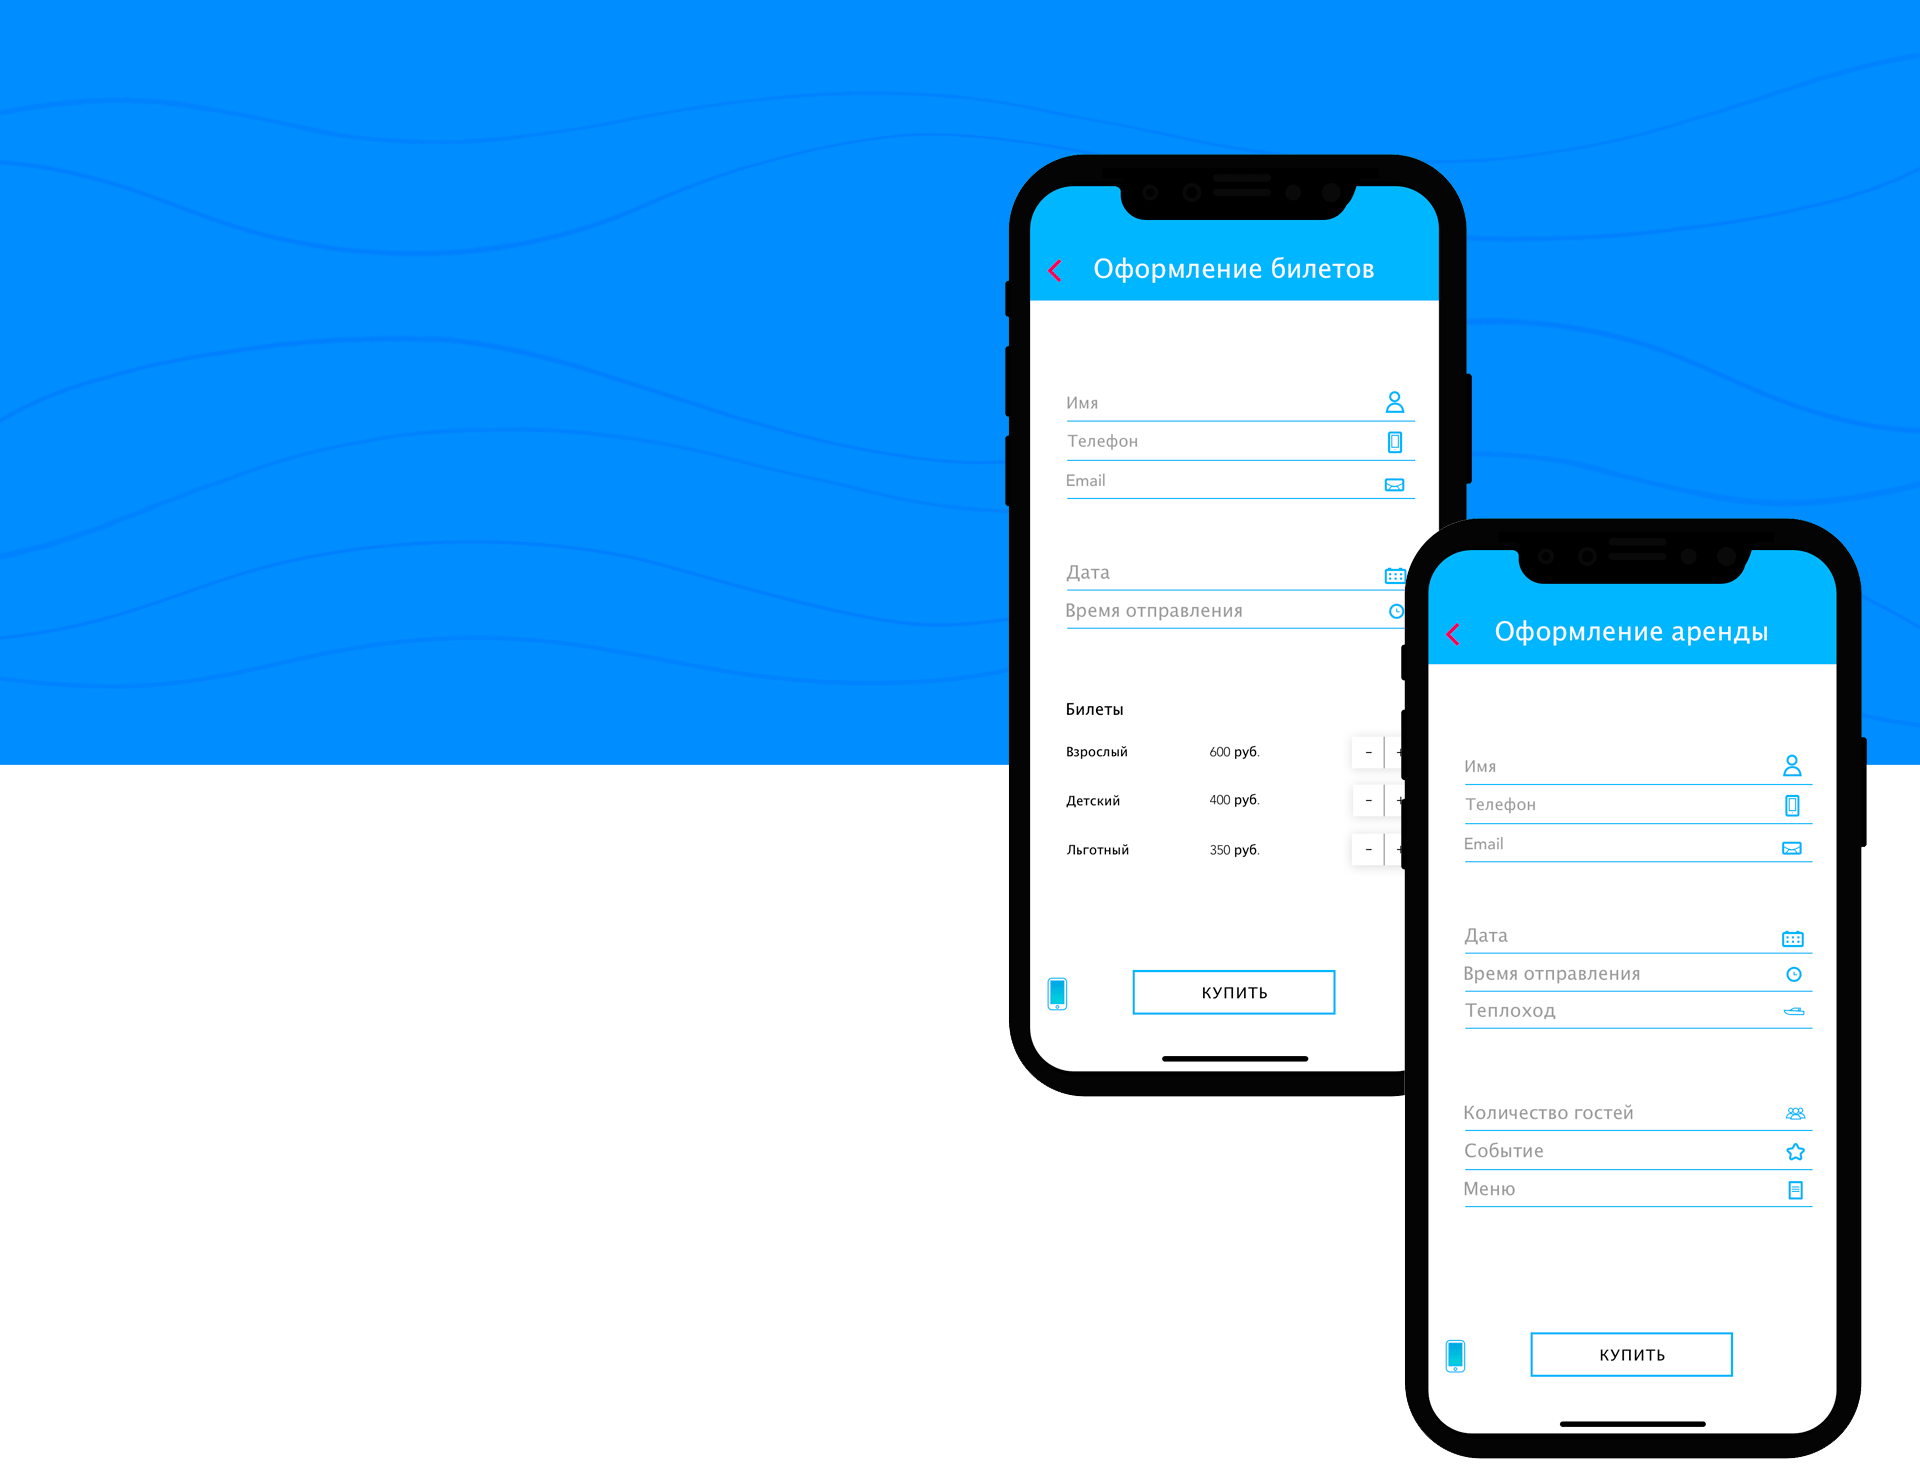 Оформление билетов
Имя
Телефон
Email
Дата
Время отправления
Билеты
Взрослый 600 руб. - +
Детский 400 руб. - +
Льготный 350 руб. - +
КУПИТЬ
Оформление аренды
Имя
Телефон
Email
Дата
Время отправления
Теплоход
Количество гостей
Событие
Меню
КУПИТЬ